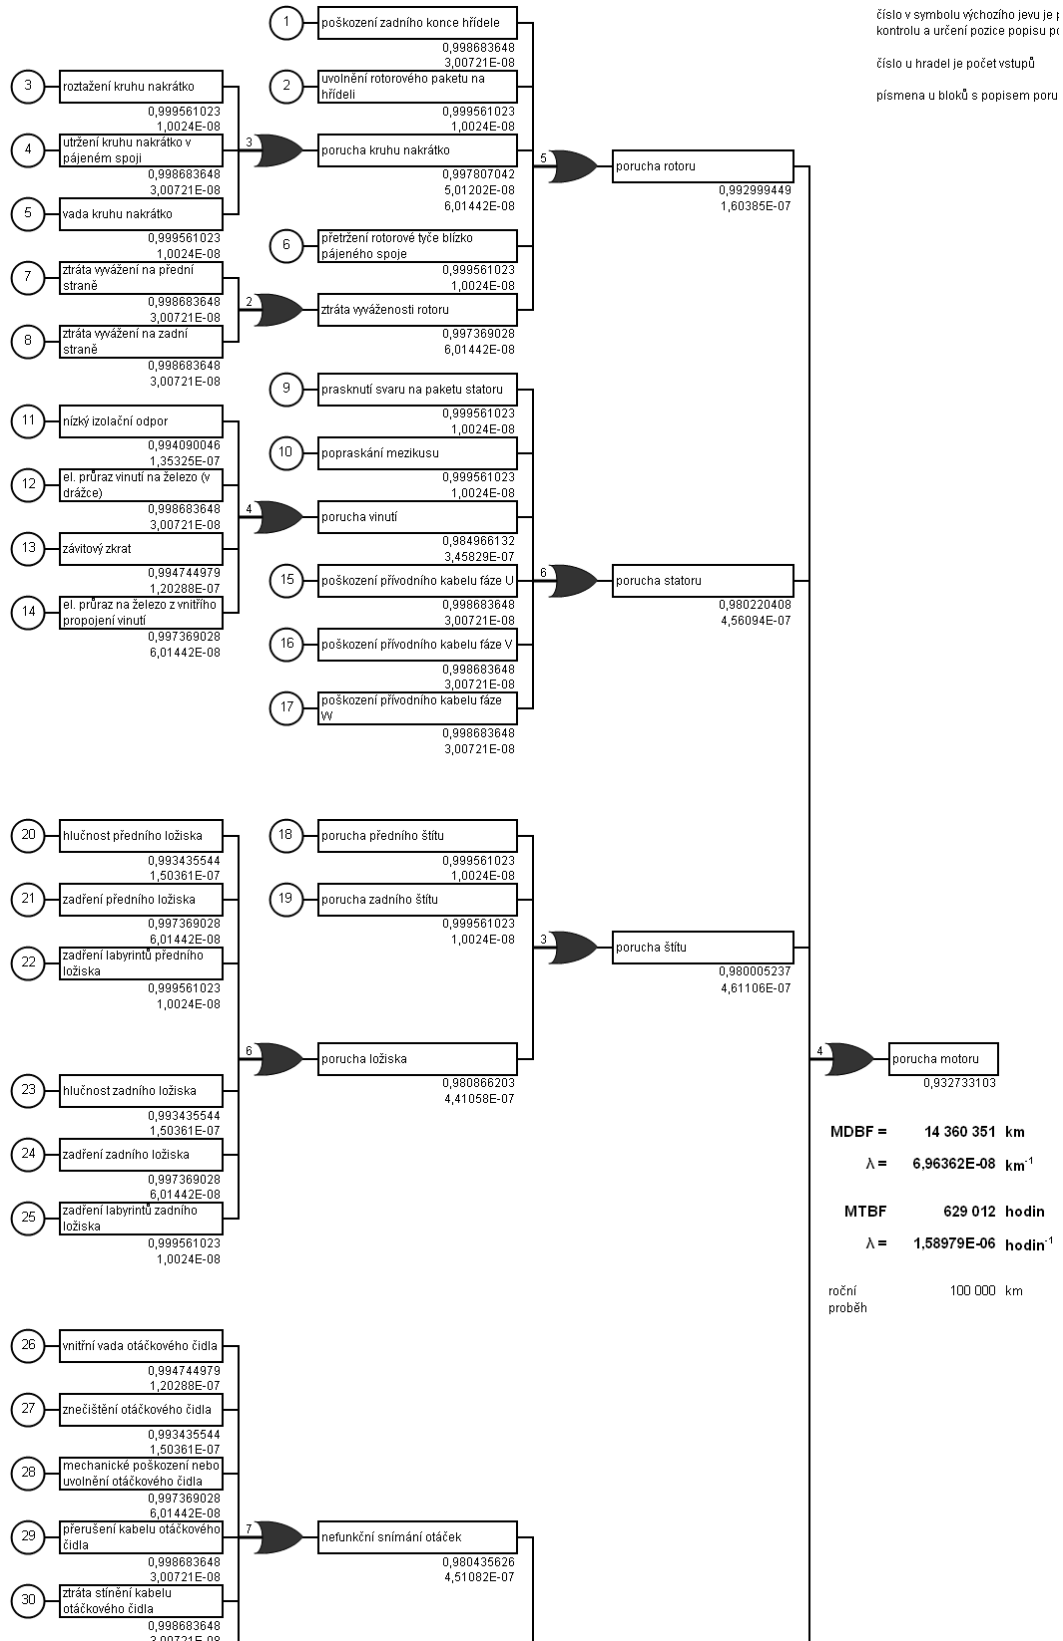 číslo v symbolu výchozího jevu je
kontrolu a určení pozice popisu
číslo u hradel je počet vstupů
písmena u bloků s popisem
1
poškození zadního konce hřídele
0,998683648
3,00721E-08
2
uvolnění rotorového paketu na
hřídeli
0,999561023
1,0024E-08
3
roztažení kruhu nakrátko
0,999561023
1,0024E-08
4
utržení kruhu nakrátko v
pájeném spoji
0,998683648
3,00721E-08
5
vada kruhu nakrátko
0,999561023
1,0024E-08
3
porucha kruhu nakrátko
0,997807042
5,01202E-08
6,01442E-08
5
porucha rotoru
0,992999449
1,60385E-07
6
přetržení rotorové tyče blízko
pájeného spoje
0,999561023
1,0024E-08
7
ztráta vyvážení na přední
straně
0,998683648
3,00721E-08
8
ztráta vyvážení na zadní
straně
0,998683648
3,00721E-08
2
ztráta vyváženosti rotoru
0,997369028
6,01442E-08
9
prasknutí svaru na paketu statoru
0,999561023
1,0024E-08
10
popraskání mezikusu
0,999561023
1,0024E-08
11
nízký izolační odpor
0,994090046
1,35325E-07
12
el. průraz vinutí na železo (v
drážce)
0,998683648
3,00721E-08
13
závitový zkrat
0,994744979
1,20288E-07
14
el. průraz na železo z vnitřího
propojení vinutí
0,997369028
6,01442E-08
4
porucha vinutí
0,984966132
3,45829E-07
15
poškození přívodního kabelu fáze U
0,998683648
3,00721E-08
16
poškození přívodního kabelu fáze V
0,998683648
3,00721E-08
17
poškození přívodního kabelu fáze
W
0,998683648
3,00721E-08
6
porucha statoru
0,980220408
4,56094E-07
18
porucha předního štítu
0,999561023
1,0024E-08
19
porucha zadního štítu
0,999561023
1,0024E-08
20
hlučnost předního ložiska
0,993435544
1,50361E-07
21
zadření předního ložiska
0,997369028
6,01442E-08
22
zadření labyrintů předního
ložiska
0,999561023
1,0024E-08
3
porucha štítu
0,980005237
4,61106E-07
6
porucha ložiska
0,980866203
4,41058E-07
23
hlučnost zadního ložiska
0,993435544
1,50361E-07
24
zadření zadního ložiska
0,997369028
6,01442E-08
25
zadření labyrintů zadního
ložiska
0,999561023
1,0024E-08
4
porucha motoru
0,932733103
MDBF = 14 360 351 km
λ = 6,96362E-08 km⁻¹
MTBF 629 012 hodin
λ = 1,58979E-06 hodin⁻¹
roční 100 000 km
proběh
26
vnitřní vada otáčkového čidla
0,994744979
1,20288E-07
27
znečištění otáčkového čidla
0,993435544
1,50361E-07
28
mechanické poškození nebo
uvolnění otáčkového čidla
0,997369028
6,01442E-08
29
přerušení kabelu otáčkového
čidla
0,998683648
3,00721E-08
30
ztráta stínění kabelu
otáčkového čidla
0,998683648
3,00721E-08
7
nefunkční snímání otáček
0,980435626
4,51082E-07